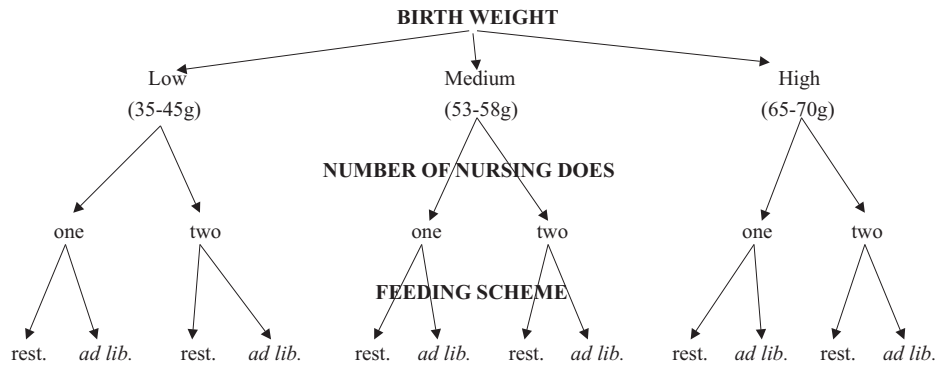 BIRTH WEIGHT
Low Medium High
(35-45g) (53-58g) (65-70g)
NUMBER OF NURSING DOES
one two one two one two
FEEDING SCHEME
rest. ad lib. rest. ad lib. rest. ad lib. rest. ad lib. rest. ad lib. rest. ad lib.